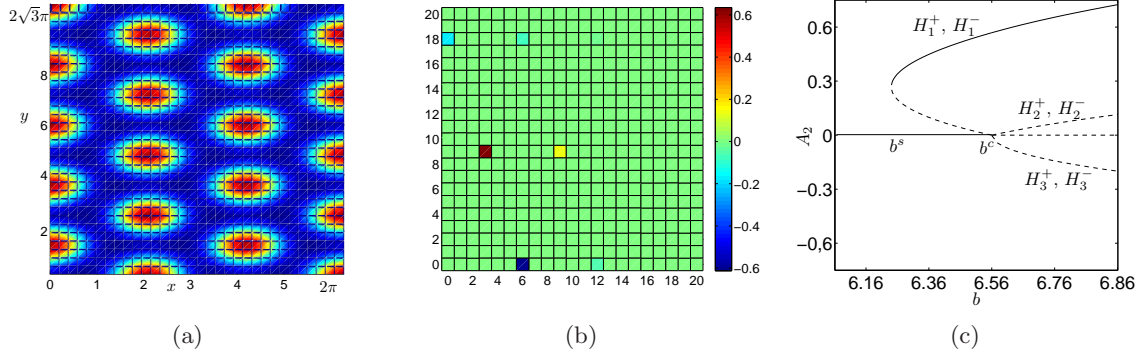 2√3π
8
y
6
4
2
0 1 2 x 3 4 5 2π
(a)
20
18
16
14
12
10
8
6
4
2
0
0 2 4 6 8 10 12 14 16 18 20
0.6
0.4
0.2
0
−0.2
−0.4
−0.6
(b)
0.6
0.3
0
−0.3
−0.6
A₂
H₁⁺, H₁⁻
H₂⁺, H₂⁻
bˢ bᶜ
H₃⁺, H₃⁻
6.16 6.36 6.56 6.76 6.86
b
(c)